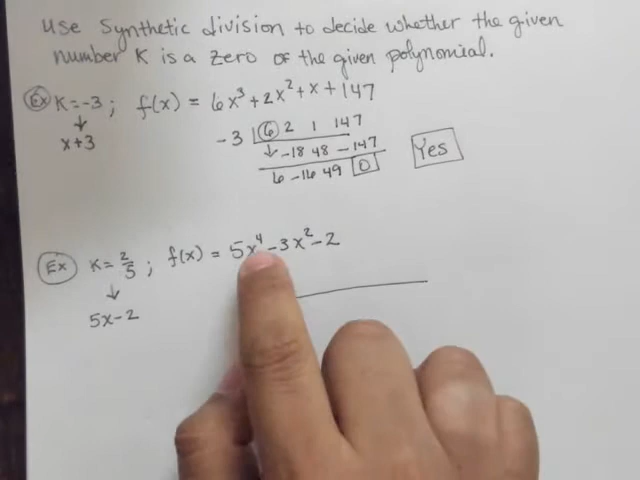 use Synthetic division to decide whether the given
number K is a zero of the given polynomial.
Ex K=-3; f(x) = 6x³+2x²+x+147
↓
x+3
-3 6 2 1 147
↓ -18 48 -147
6 -16 49 0
Yes
Ex K=2/5; f(x) = 5x⁴-3x²-2
↓
5x-2